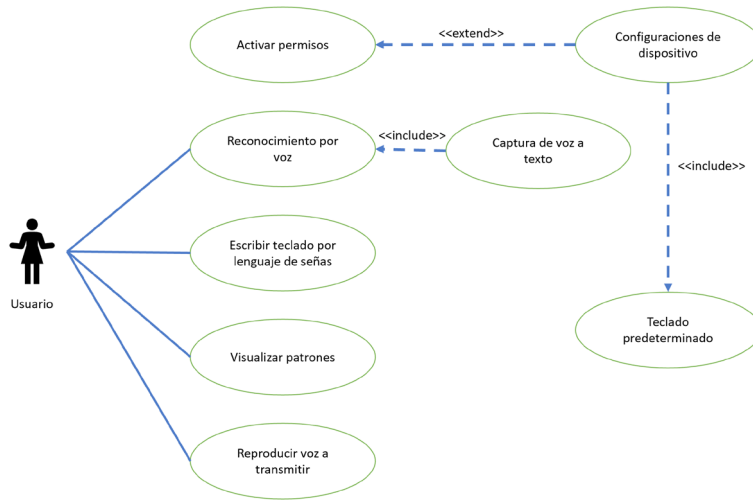 Activar permisos
<<extend>>
Configuraciones de
dispositivo
Reconocimiento por
voz
<<include>>
Captura de voz a
texto
<<include>>
Escribir teclado por
lenguaje de señas
Usuario
Teclado
predeterminado
Visualizar patrones
Reproducir voz a
transmitir